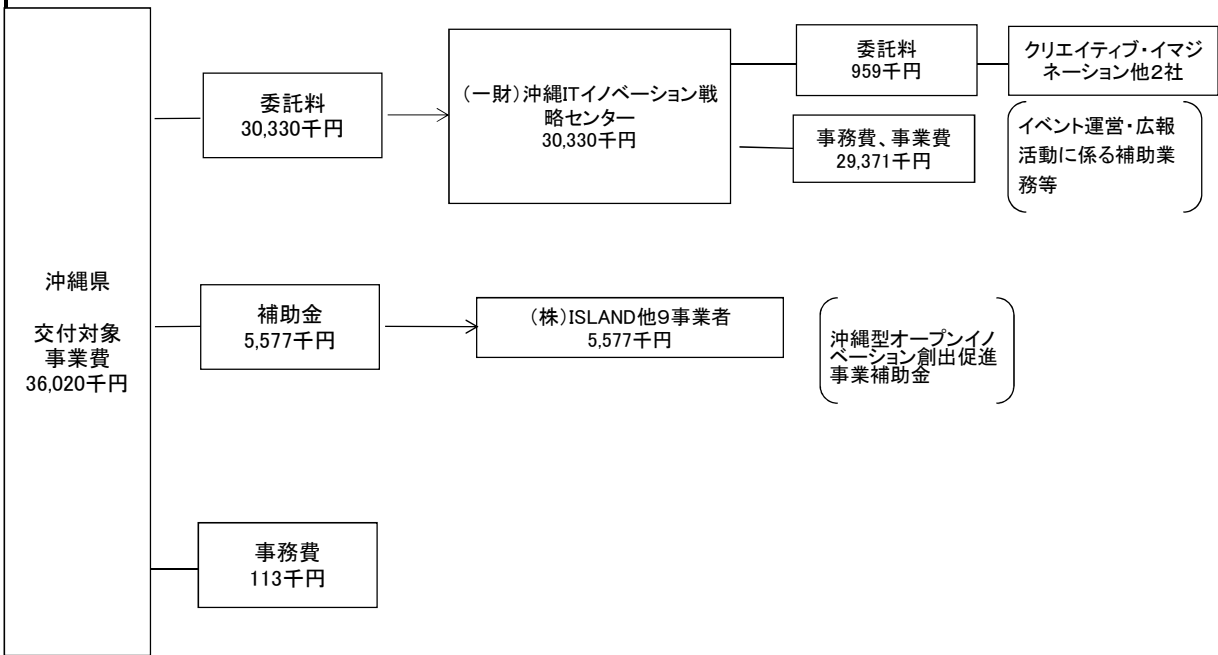 沖縄県
交付対象
事業費
36,020千円
委託料
30,330千円
(一財)沖縄ITイノベーション戦
略センター
30,330千円
委託料
959千円
クリエイティブ・イマジ
ネーション他2社
事務費、事業費
29,371千円
イベント運営・広報
活動に係る補助業
務等
補助金
5,577千円
(株)ISLAND他9事業者
5,577千円
沖縄型オープンイノ
ベーション創出促進
事業補助金
事務費
113千円